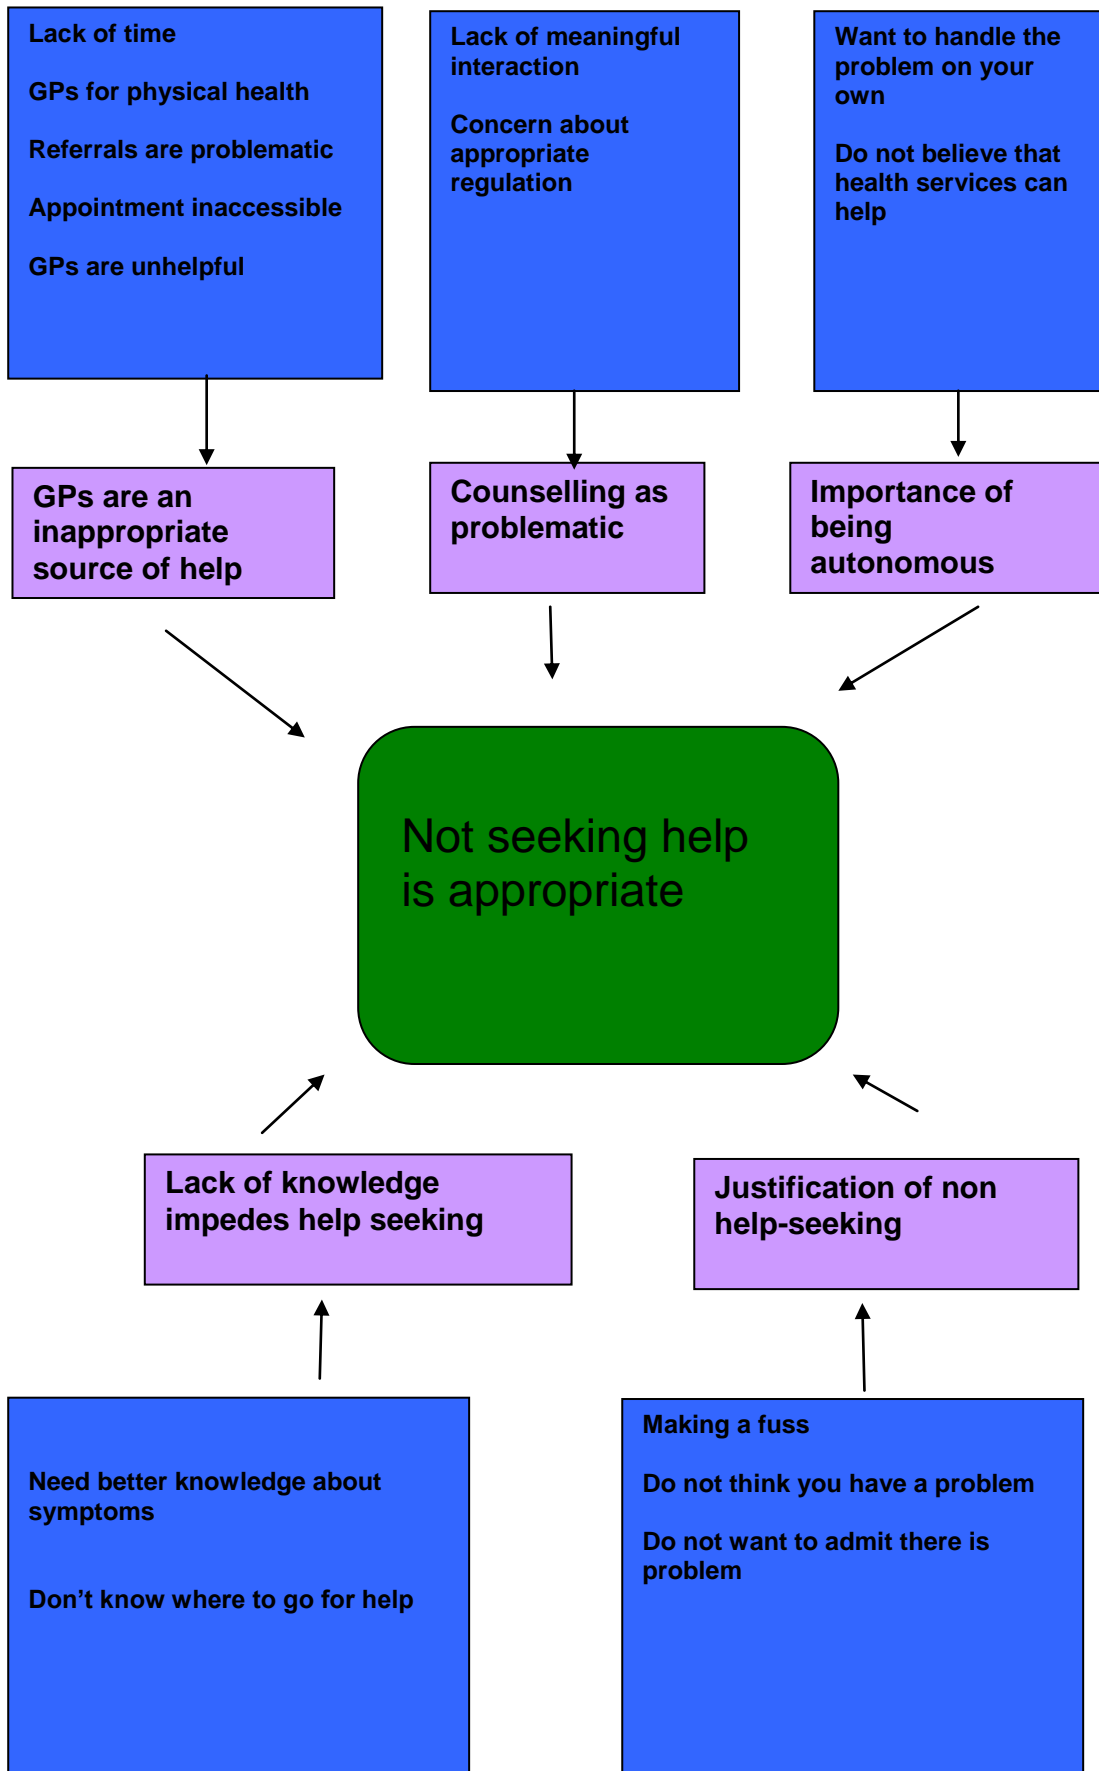 Lack of time
GPs for physical health
Referrals are problematic
Appointment inaccessible
GPs are unhelpful
Lack of meaningful
interaction
Concern about
appropriate
regulation
Want to handle the
problem on your
own
Do not believe that
health services can
help
GPs are an
inappropriate
source of help
Counselling as
problematic
Importance of
being
autonomous
Not seeking help
is appropriate
Lack of knowledge
impedes help seeking
Justification of non
help-seeking
Need better knowledge about
symptoms
Don’t know where to go for help
Making a fuss
Do not think you have a problem
Do not want to admit there is
problem